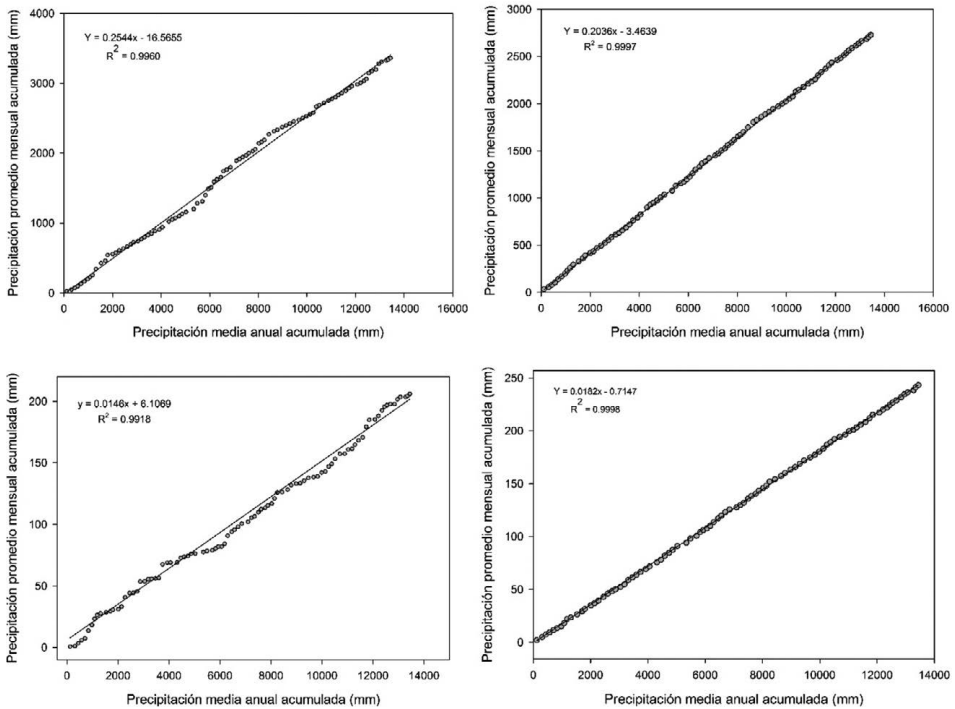 Precipitación promedio mensual acumulada (mm)
4000
3000
2000
1000
0
Y = 0.2544x - 16.5655
R2 = 0.9960
0 2000 4000 6000 8000 10000 12000 14000 16000
Precipitación media anual acumulada (mm)
Precipitación promedio mensual acumulada (mm)
3000
2500
2000
1500
1000
500
0
Y = 0.2036x - 3.4639
R2 = 0.9997
0 2000 4000 6000 8000 10000 12000 14000 16000
Precipitación media anual acumulada (mm)
Precipitación promedio mensual acumulada (mm)
200
150
100
50
0
y = 0.0146x + 6.1069
R2 = 0.9918
0 2000 4000 6000 8000 10000 12000 14000
Precipitación media anual acumulada (mm)
Precipitación promedio mensual acumulada (mm)
250
200
150
100
50
0
Y = 0.0182x - 0.7147
R2 = 0.9998
0 2000 4000 6000 8000 10000 12000 14000
Precipitación media anual acumulada (mm)